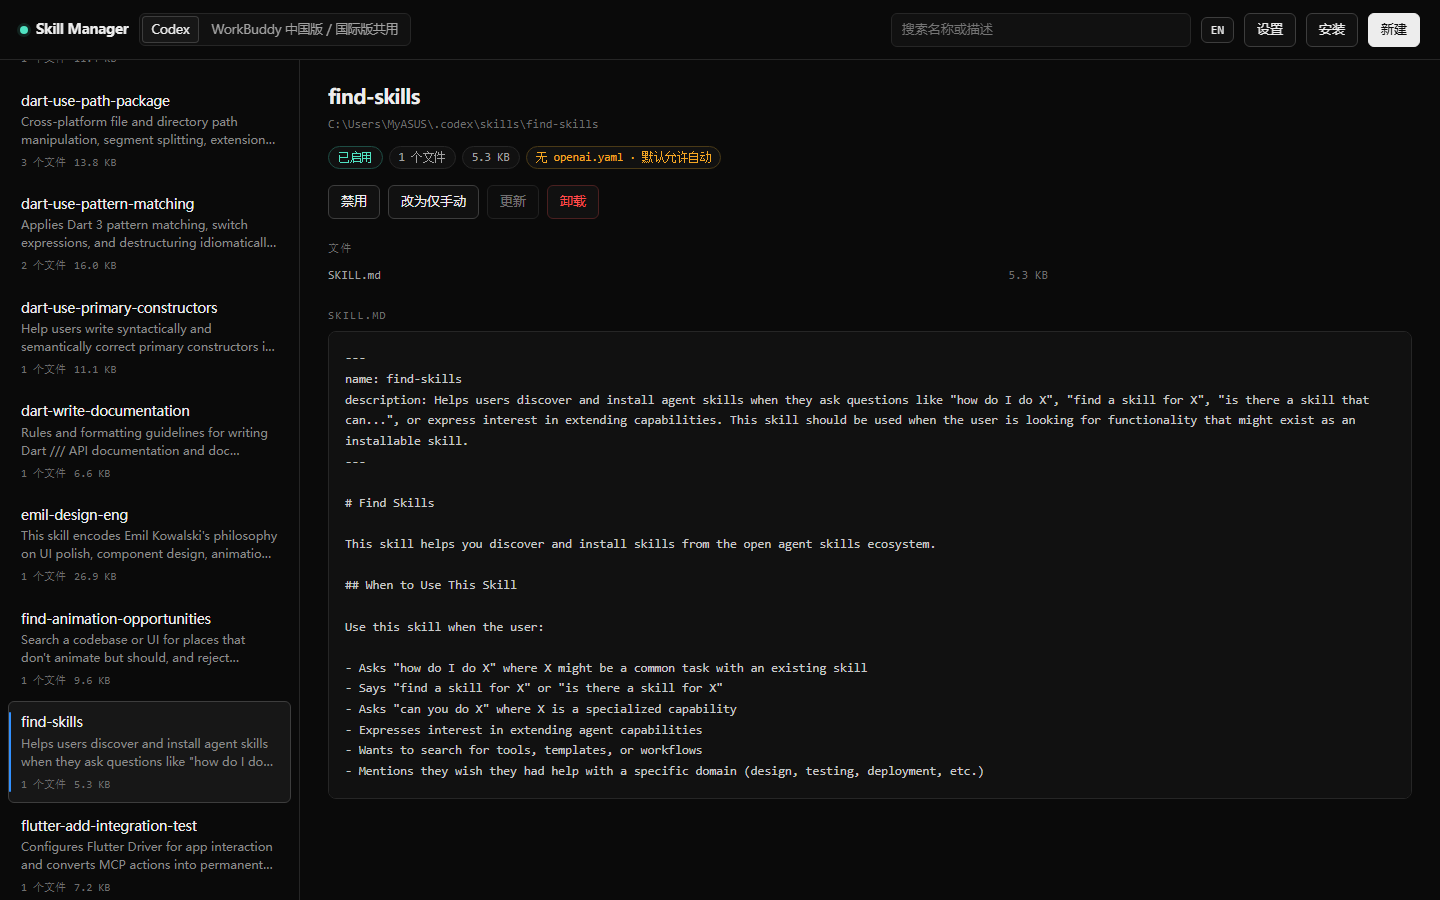 Skill Manager
Codex
WorkBuddy 中国版 / 国际版共用
搜索名称或描述
EN
设置
安装
新建
dart-use-path-package
Cross-platform file and directory path
manipulation, segment splitting, extension...
3 个文件 13.8 KB
dart-use-pattern-matching
Applies Dart 3 pattern matching, switch
expressions, and destructuring idiomaticall...
2 个文件 16.0 KB
dart-use-primary-constructors
Help users write syntactically and
semantically correct primary constructors i...
1 个文件 11.1 KB
dart-write-documentation
Rules and formatting guidelines for writing
Dart /// API documentation and doc...
1 个文件 6.6 KB
emil-design-eng
This skill encodes Emil Kowalski's philosophy
on UI polish, component design, animatio...
1 个文件 26.9 KB
find-animation-opportunities
Search a codebase or UI for places that
don't animate but should, and reject...
1 个文件 9.6 KB
find-skills
Helps users discover and install agent skills
when they ask questions like "how do I do...
1 个文件 5.3 KB
flutter-add-integration-test
Configures Flutter Driver for app interaction
and converts MCP actions into permanent...
1 个文件 7.2 KB
find-skills
C:\Users\MyASUS\.codex\skills\find-skills
已启用
1 个文件
5.3 KB
无 openai.yaml · 默认允许自动
禁用
改为仅手动
更新
卸载
文件
SKILL.md
5.3 KB
SKILL.MD
---
name: find-skills
description: Helps users discover and install agent skills when they ask questions like "how do I do X", "find a skill for X", "is there a skill that
can...", or express interest in extending capabilities. This skill should be used when the user is looking for functionality that might exist as an
installable skill.
---
# Find Skills
This skill helps you discover and install skills from the open agent skills ecosystem.
## When to Use This Skill
Use this skill when the user:
- Asks "how do I do X" where X might be a common task with an existing skill
- Says "find a skill for X" or "is there a skill for X"
- Asks "can you do X" where X is a specialized capability
- Expresses interest in extending agent capabilities
- Wants to search for tools, templates, or workflows
- Mentions they wish they had help with a specific domain (design, testing, deployment, etc.)